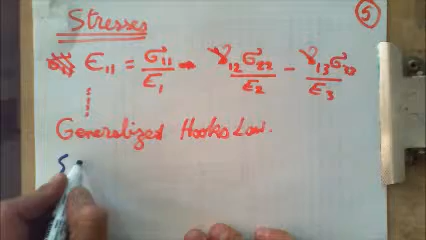 5
Stresses
ϵ₁₁ = σ₁₁/E₁ - ν₁₂σ₂₂/E₂ - ν₁₃σ₃₃/E₃
Generalized Hooks Law.